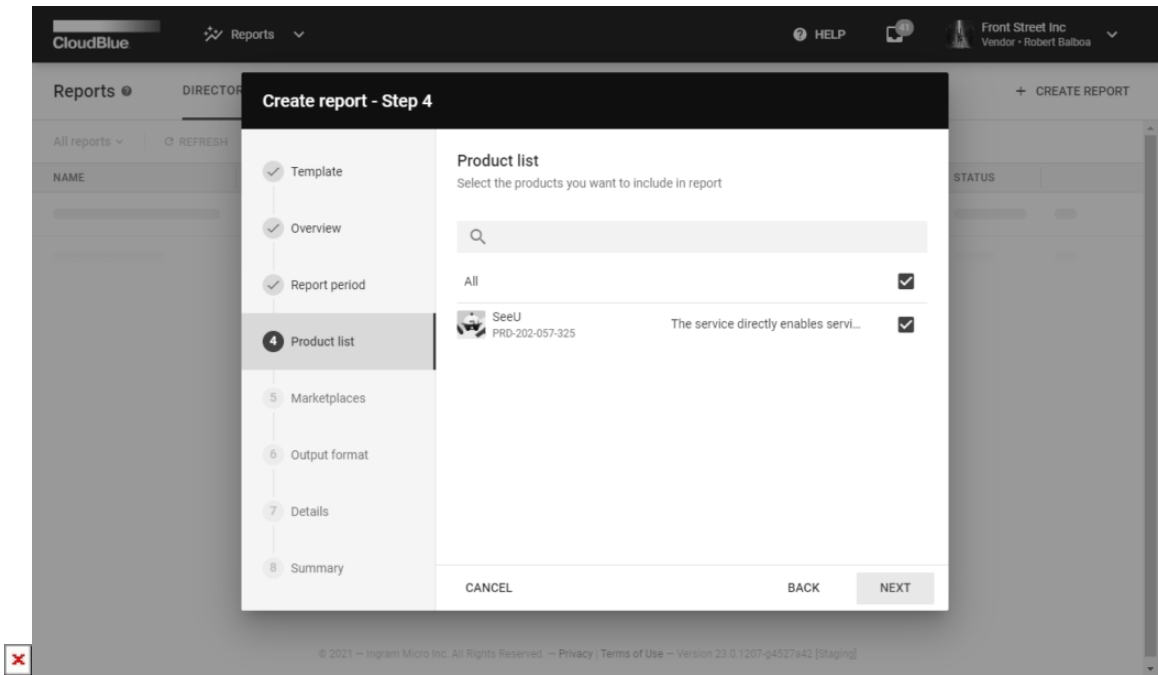 CloudBlue
Reports
HELP
41
Front Street Inc
Vendor • Robert Balboa
Reports
DIRECTOR
+ CREATE REPORT
All reports
REFRESH
NAME
STATUS
Create report - Step 4
Template
Overview
Report period
4 Product list
5 Marketplaces
6 Output format
7 Details
8 Summary
Product list
Select the products you want to include in report
All
SeeU
PRD-202-057-325
The service directly enables servi...
CANCEL
BACK
NEXT
© 2021 — Ingram Micro Inc. All Rights Reserved. — Privacy | Terms of Use — Version 23.0.1207-g4527a42 [Staging]